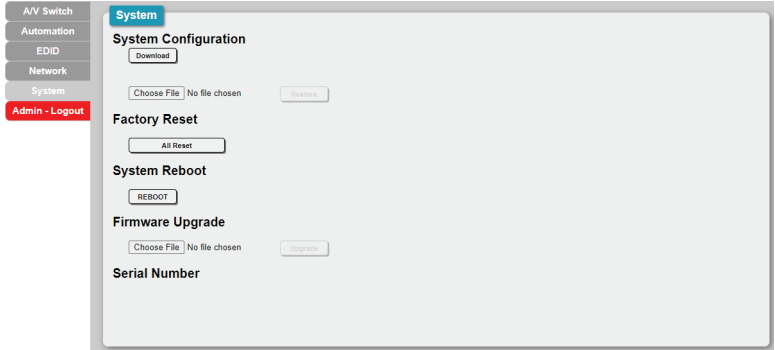 A/V Switch
Automation
EDID
Network
System
Admin - Logout
System
System Configuration
Download
Choose File No file chosen Restore
Factory Reset
All Reset
System Reboot
REBOOT
Firmware Upgrade
Choose File No file chosen Upgrade
Serial Number